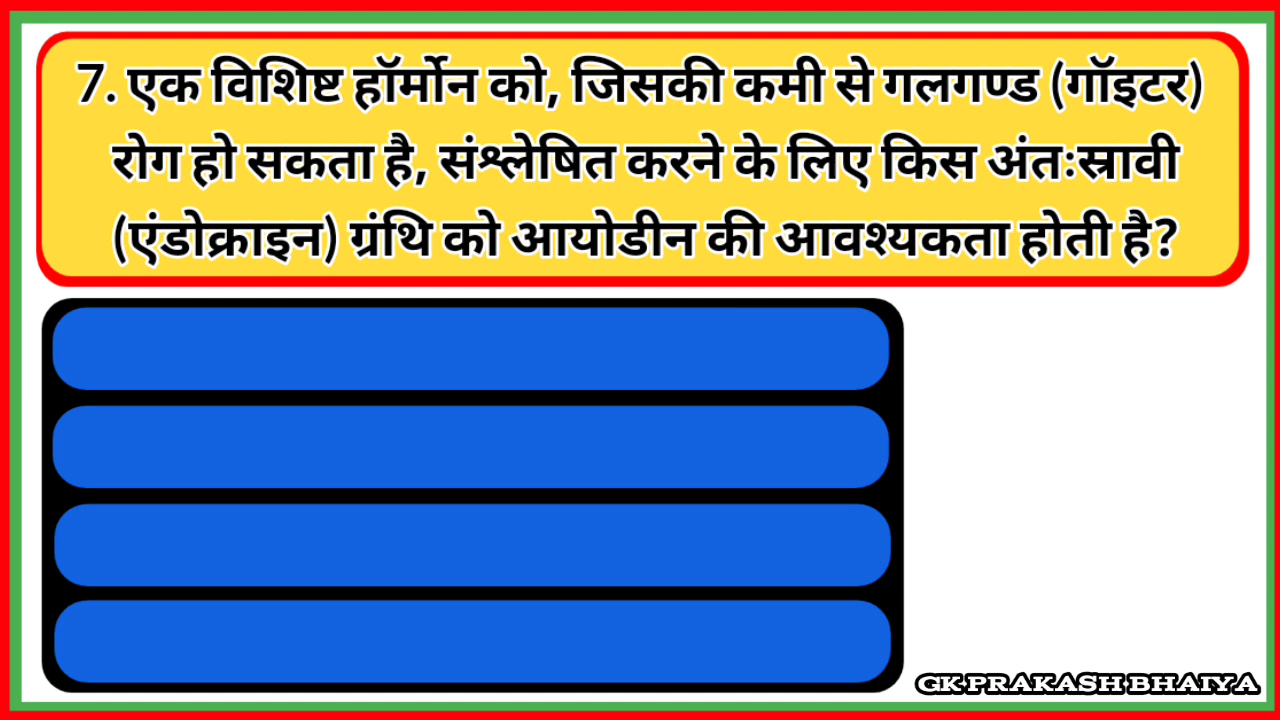 7. एक विशिष्ट हॉर्मोन को, जिसकी कमी से गलगण्ड (गॉइटर)
रोग हो सकता है, संश्लेषित करने के लिए किस अंतःस्रावी
(एंडोक्राइन) ग्रंथि को आयोडीन की आवश्यकता होती है?
GK PRAKASH BHAIYA